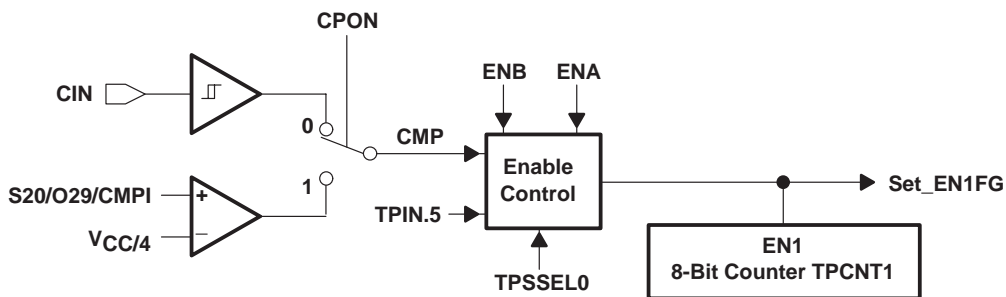 CPON
ENB ENA
CIN
0
CMP
Enable
Control
1
S20/O29/CMPI
+
VCC/4
–
TPIN.5
TPSSEL0
Set_EN1FG
EN1
8-Bit Counter TPCNT1